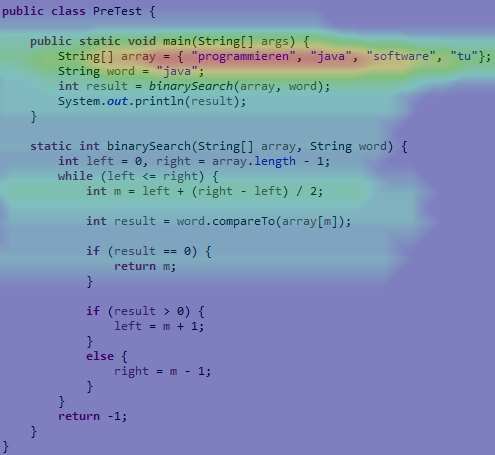 public class PreTest {
public static void main(String[] args) {
String[] array = { "programmieren", "java", "software", "tu"};
String word = "java";
int result = binarySearch(array, word);
System.out.println(result);
}
static int binarySearch(String[] array, String word) {
int left = 0, right = array.length - 1;
while (left <= right) {
int m = left + (right - left) / 2;
int result = word.compareTo(array[m]);
if (result == 0) {
return m;
}
if (result > 0) {
left = m + 1;
}
else {
right = m - 1;
}
}
return -1;
}
}